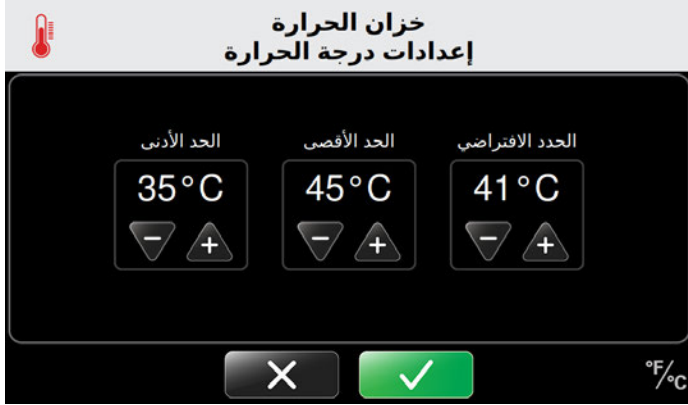 خزان الحرارة
إعدادات درجة الحرارة
الحدد الافتراضي
الحد الأقصى
الحد الأدنى
41°C
45°C
35°C
°F/°C